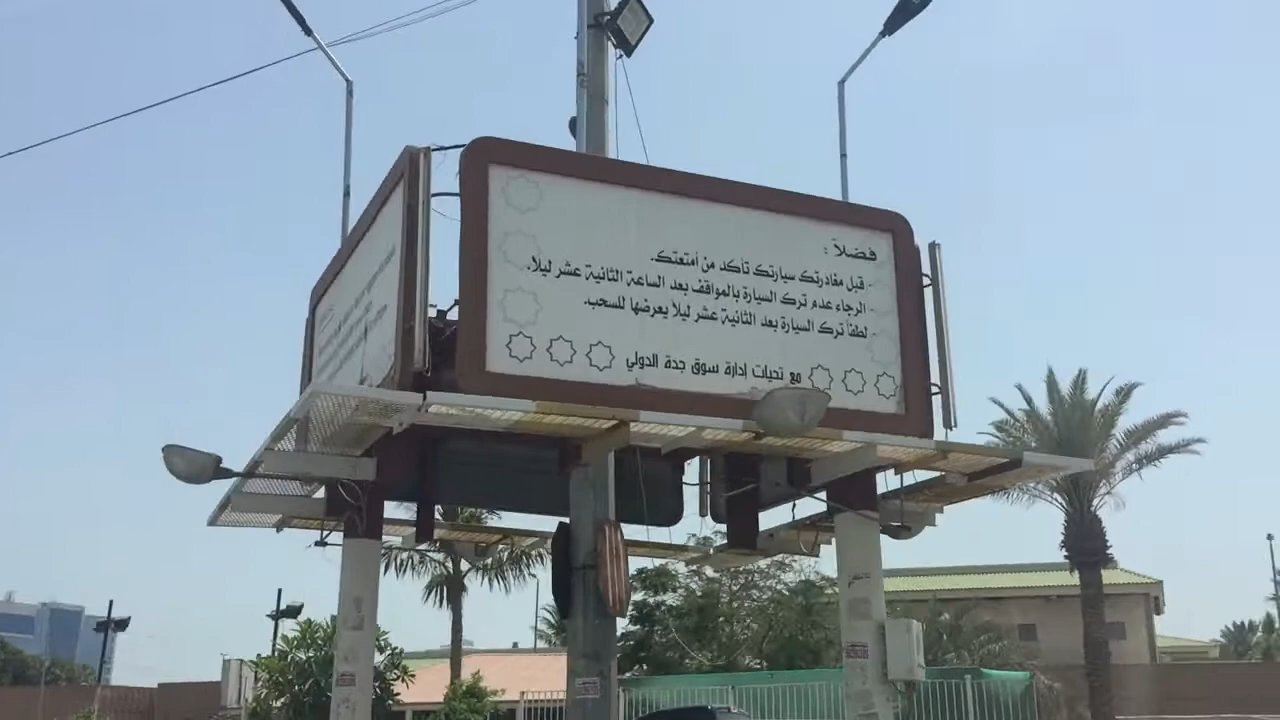 فضلاً :
- قبل مغادرتك سيارتك تأكد من أمتعتك.
- الرجاء عدم ترك السيارة بالمواقف بعد الساعة الثانية عشر ليلا.
- لطفاً ترك السيارة بعد الثانية عشر ليلاً يعرضها للسحب.
مع تحيات إدارة سوق جدة الدولي